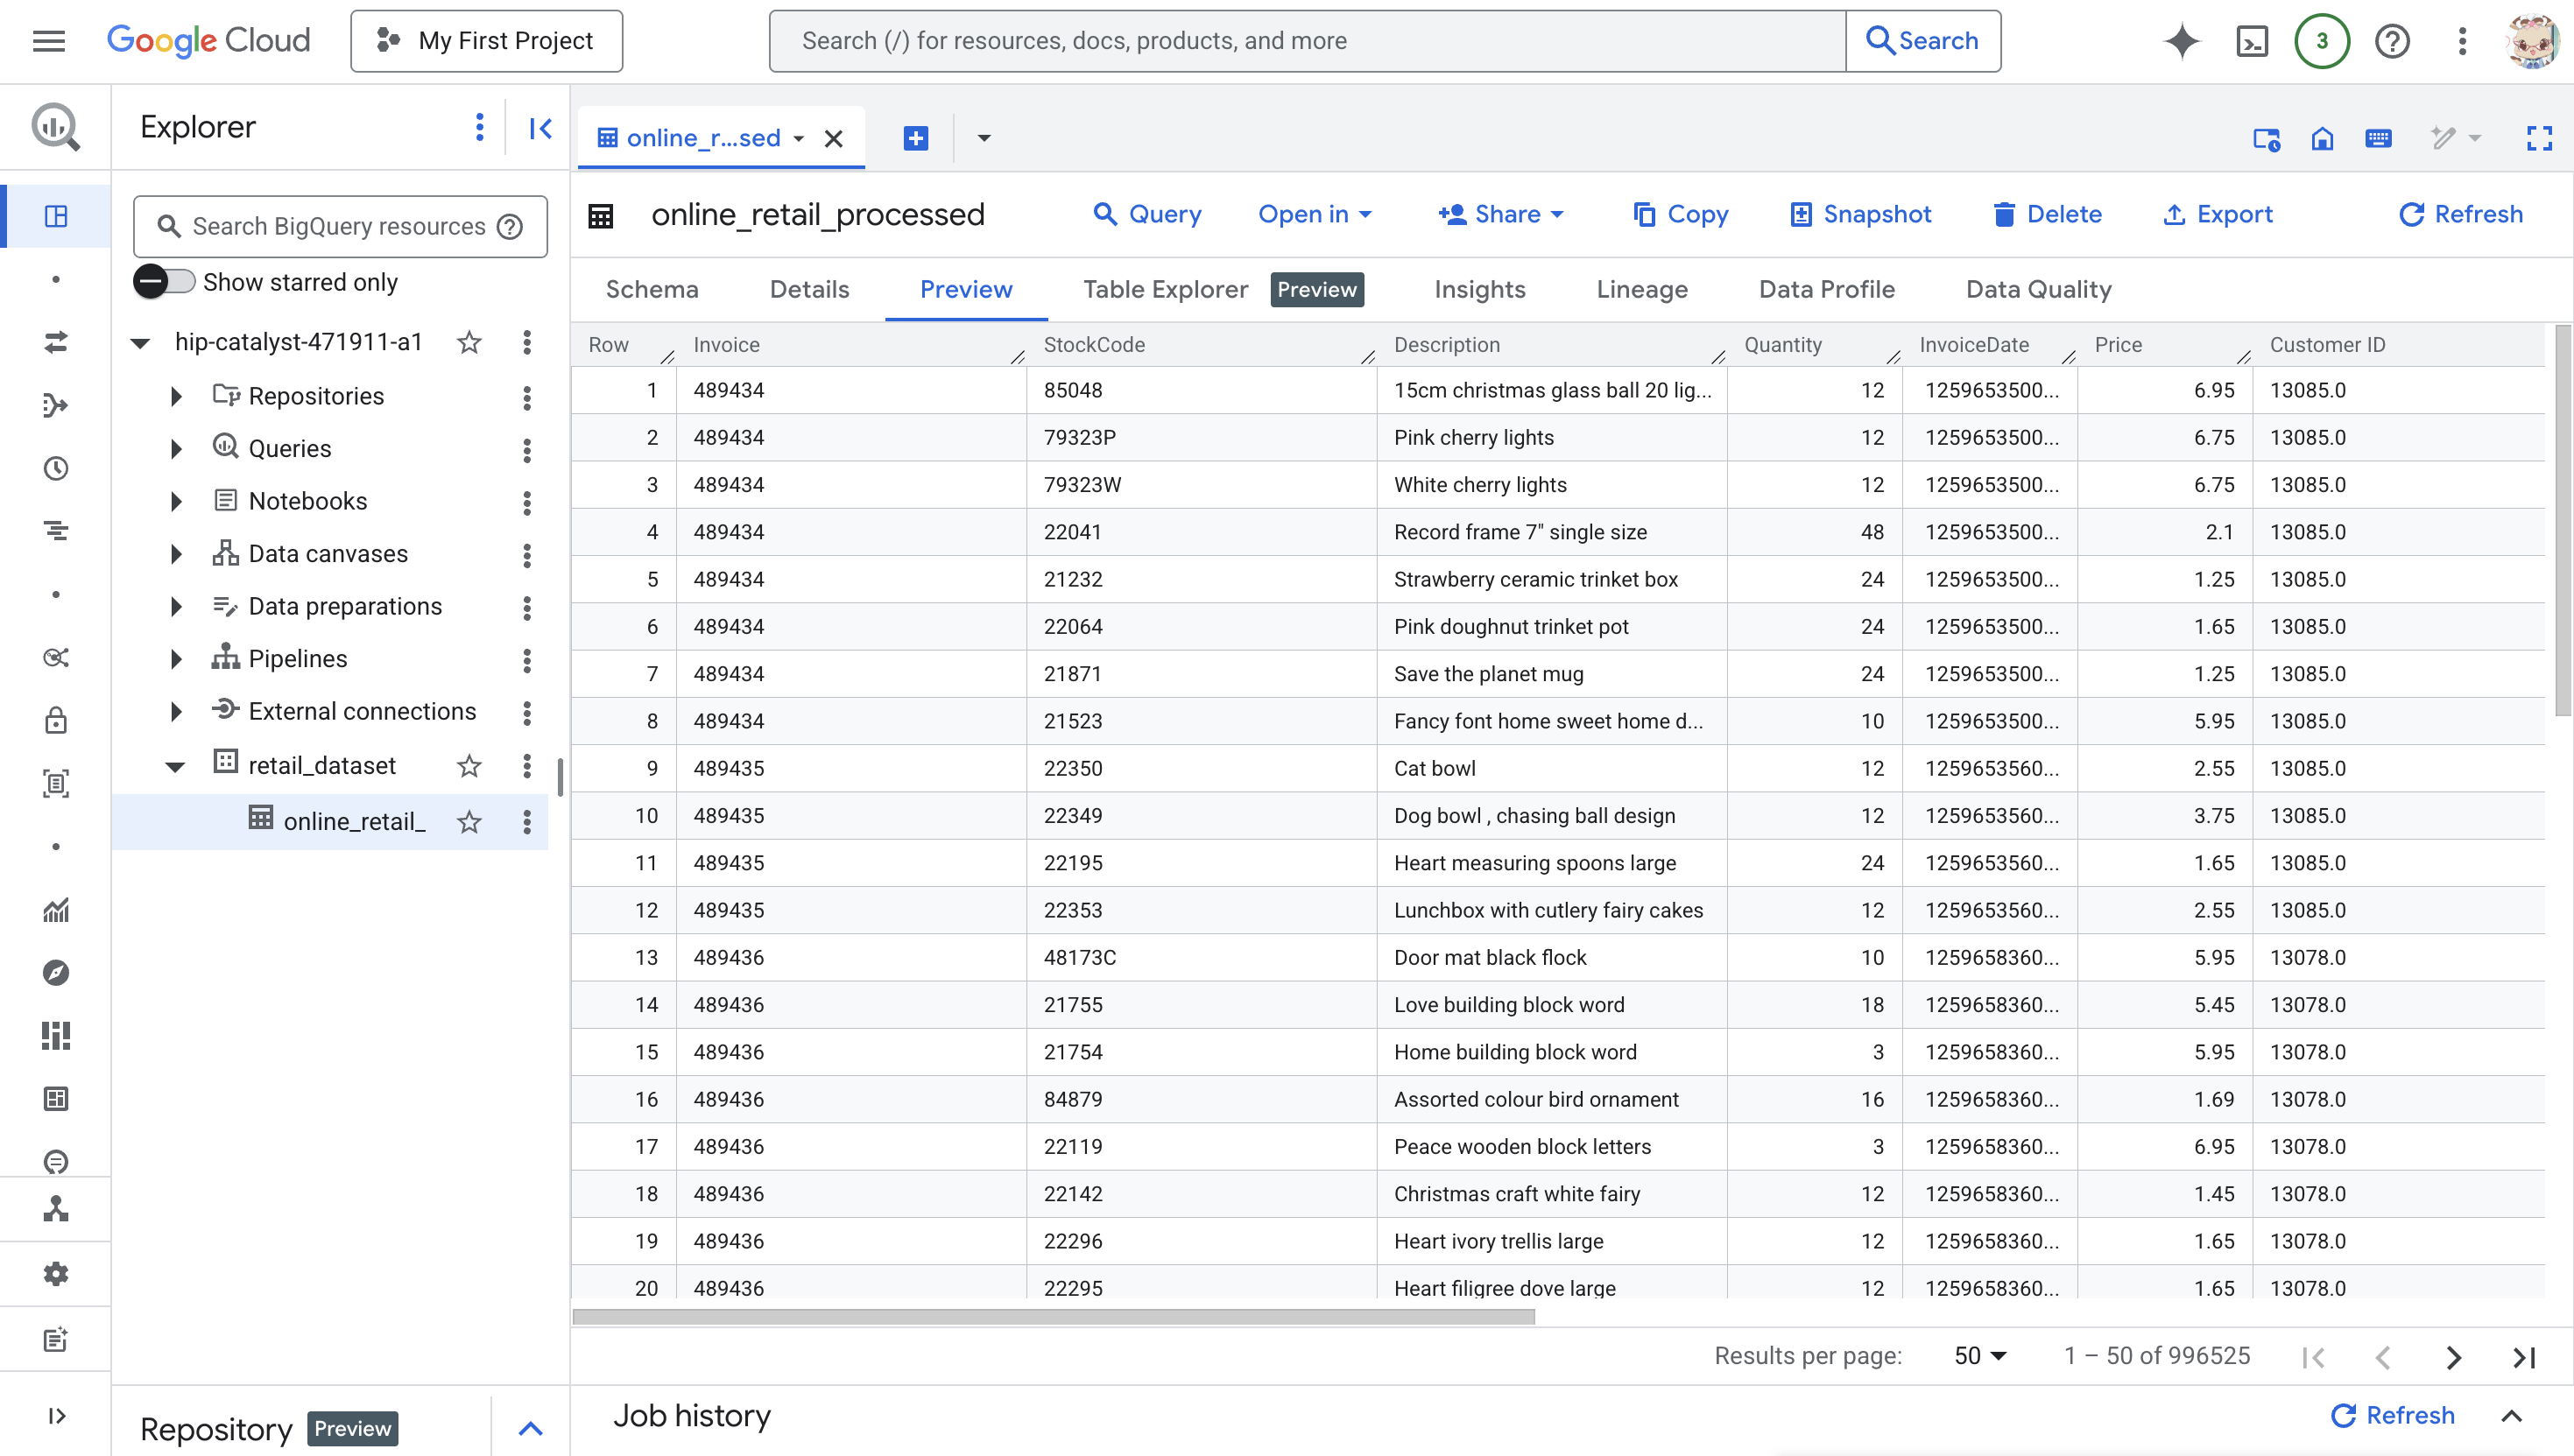 Google Cloud
My First Project
Search (/) for resources, docs, products, and more
Search
3
Explorer
online_r...sed
Search BigQuery resources
Show starred only
hip-catalyst-471911-a1
Repositories
Queries
Notebooks
Data canvases
Data preparations
Pipelines
External connections
retail_dataset
online_retail_
Repository Preview
online_retail_processed
Query Open in Share Copy Snapshot Delete Export Refresh
Schema Details Preview Table Explorer Preview Insights Lineage Data Profile Data Quality
Row Invoice StockCode Description Quantity InvoiceDate Price Customer ID
1 489434 85048 15cm christmas glass ball 20 lig... 12 1259653500... 6.95 13085.0
2 489434 79323P Pink cherry lights 12 1259653500... 6.75 13085.0
3 489434 79323W White cherry lights 12 1259653500... 6.75 13085.0
4 489434 22041 Record frame 7" single size 48 1259653500... 2.1 13085.0
5 489434 21232 Strawberry ceramic trinket box 24 1259653500... 1.25 13085.0
6 489434 22064 Pink doughnut trinket pot 24 1259653500... 1.65 13085.0
7 489434 21871 Save the planet mug 24 1259653500... 1.25 13085.0
8 489434 21523 Fancy font home sweet home d... 10 1259653500... 5.95 13085.0
9 489435 22350 Cat bowl 12 1259653560... 2.55 13085.0
10 489435 22349 Dog bowl , chasing ball design 12 1259653560... 3.75 13085.0
11 489435 22195 Heart measuring spoons large 24 1259653560... 1.65 13085.0
12 489435 22353 Lunchbox with cutlery fairy cakes 12 1259653560... 2.55 13085.0
13 489436 48173C Door mat black flock 10 1259658360... 5.95 13078.0
14 489436 21755 Love building block word 18 1259658360... 5.45 13078.0
15 489436 21754 Home building block word 3 1259658360... 5.95 13078.0
16 489436 84879 Assorted colour bird ornament 16 1259658360... 1.69 13078.0
17 489436 22119 Peace wooden block letters 3 1259658360... 6.95 13078.0
18 489436 22142 Christmas craft white fairy 12 1259658360... 1.45 13078.0
19 489436 22296 Heart ivory trellis large 12 1259658360... 1.65 13078.0
20 489436 22295 Heart filigree dove large 12 1259658360... 1.65 13078.0
Results per page: 50 1 – 50 of 996525
Job history Refresh